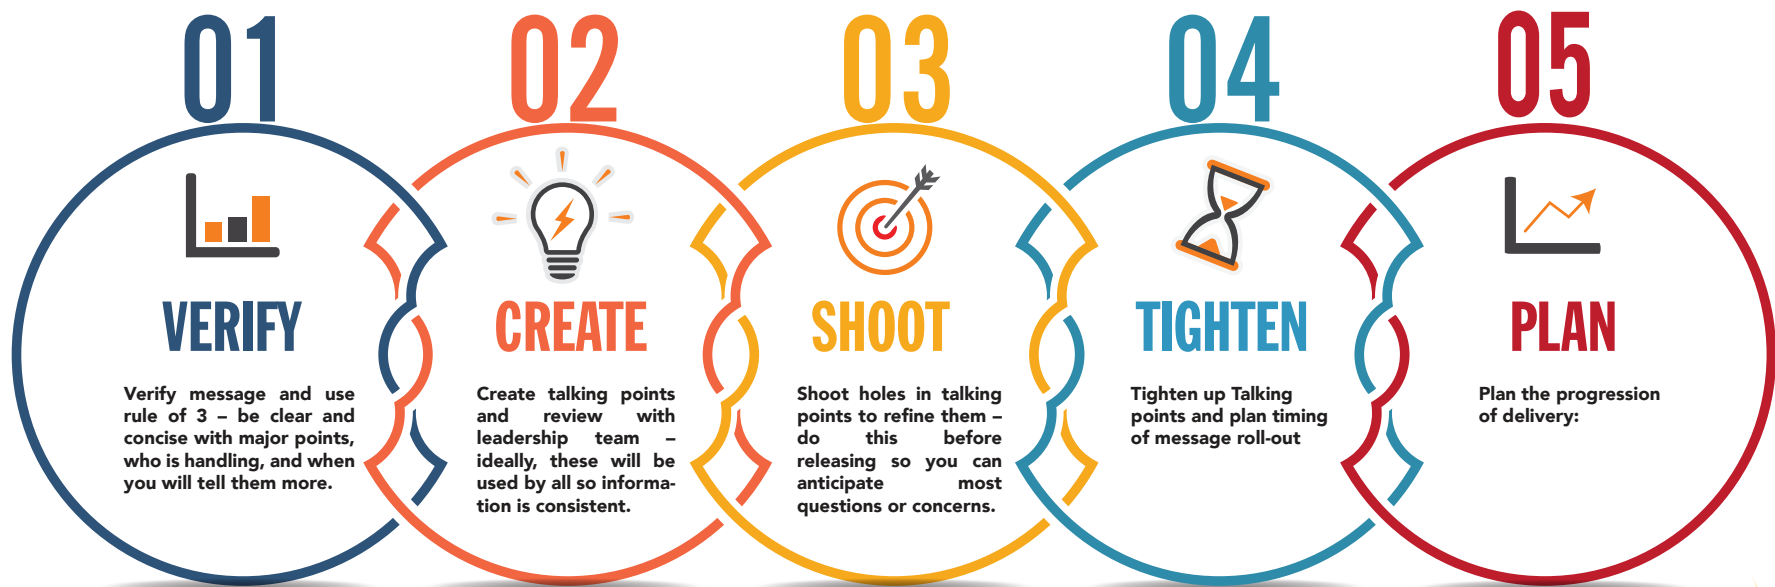 01
02
03
04
05
VERIFY
Verify message and use
rule of 3 – be clear and
concise with major points,
who is handling, and when
you will tell them more.
CREATE
Create talking points
and review with
leadership team –
ideally, these will be
used by all so informa-
tion is consistent.
SHOOT
Shoot holes in talking
points to refine them –
do this before
releasing so you can
anticipate most
questions or concerns.
TIGHTEN
Tighten up Talking
points and plan timing
of message roll-out
PLAN
Plan the progression
of delivery: